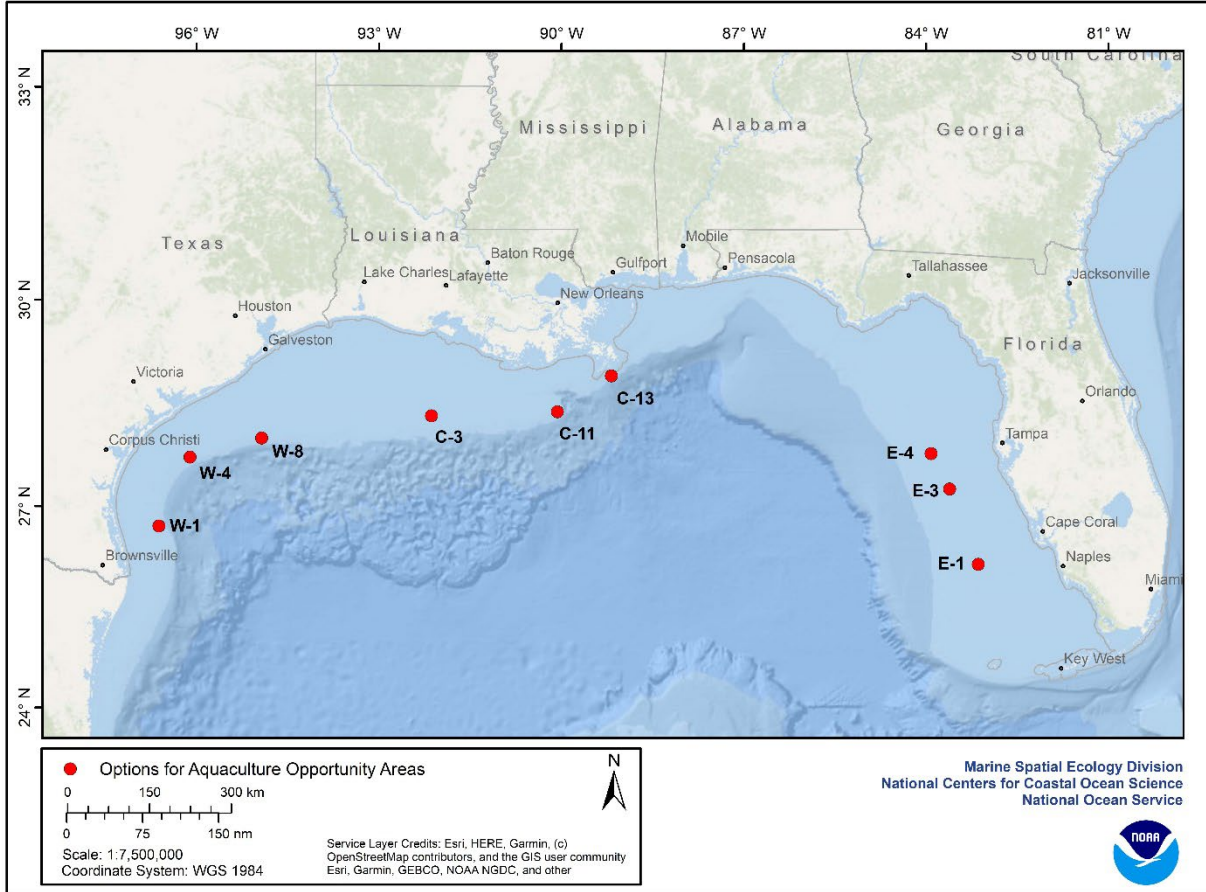 96° W
93° W
90° W
87° W
84° W
81° W
33° N
30° N
27° N
24° N
South Carolina
Mississippi
Alabama
Georgia
Texas
Louisiana
Florida
Mobile
Baton Rouge
Gulfport
Pensacola
Tallahassee
Jacksonville
Lake Charles
Lafayette
New Orleans
Houston
Galveston
Victoria
Orlando
Corpus Christi
Tampa
Cape Coral
Brownsville
Naples
Miami
Key West
C-13
C-3
C-11
W-8
W-4
W-1
E-4
E-3
E-1
Options for Aquaculture Opportunity Areas
0 150 300 km
0 75 150 nm
Scale: 1:7,500,000
Coordinate System: WGS 1984
N
Service Layer Credits: Esri, HERE, Garmin, (c)
OpenStreetMap contributors, and the GIS user community
Esri, Garmin, GEBCO, NOAA NGDC, and other
Marine Spatial Ecology Division
National Centers for Coastal Ocean Science
National Ocean Service
NOAA